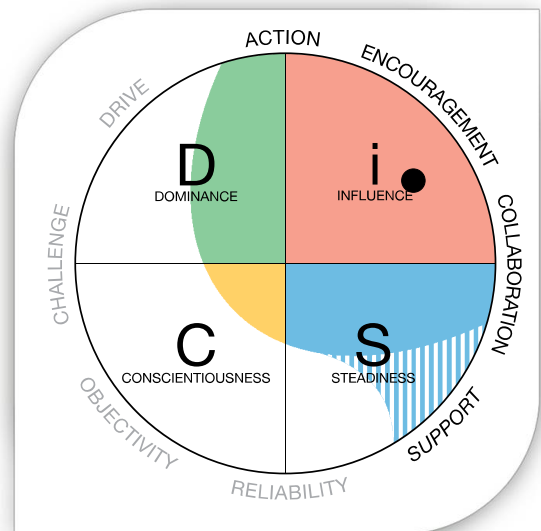 ACTION
ENCOURAGEMENT
DRIVE
D
DOMINANCE
i
INFLUENCE
CHALLENGE
COLLABORATION
C
CONSCIENTIOUSNESS
S
STEADINESS
OBJECTIVITY
SUPPORT
RELIABILITY